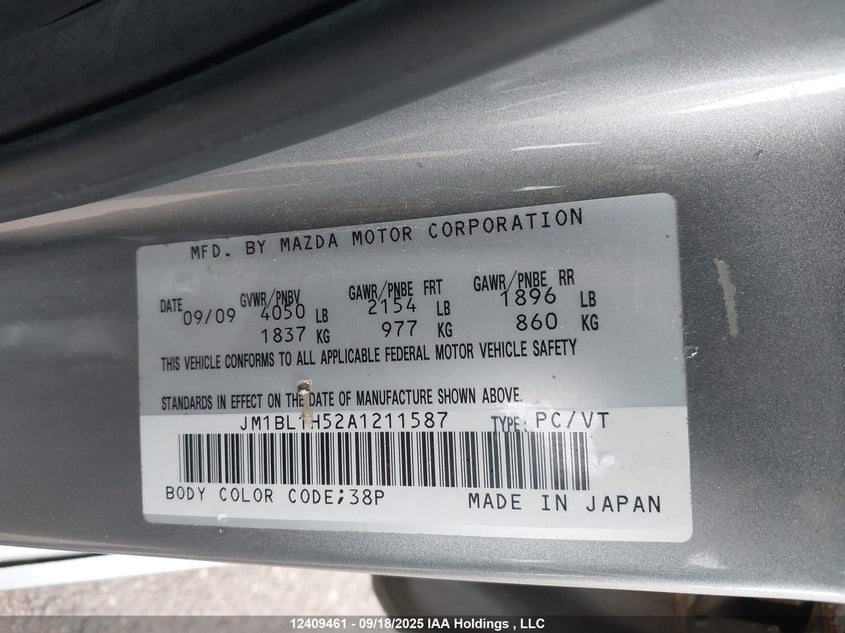 MFD. BY MAZDA MOTOR CORPORATION
DATE GVWR/PNBV GAWR/PNBE FRT GAWR/PNBE RR
09/09 4050 LB 2154 LB 1896 LB
1837 KG 977 KG 860 KG
THIS VEHICLE CONFORMS TO ALL APPLICABLE FEDERAL MOTOR VEHICLE SAFETY
STANDARDS IN EFFECT ON THE DATE OF MANUFACTURE SHOWN ABOVE.
JM1BL1H52A1211587 TYPE: PC/VT
BODY COLOR CODE;38P MADE IN JAPAN
12409461 - 09/18/2025 IAA Holdings , LLC